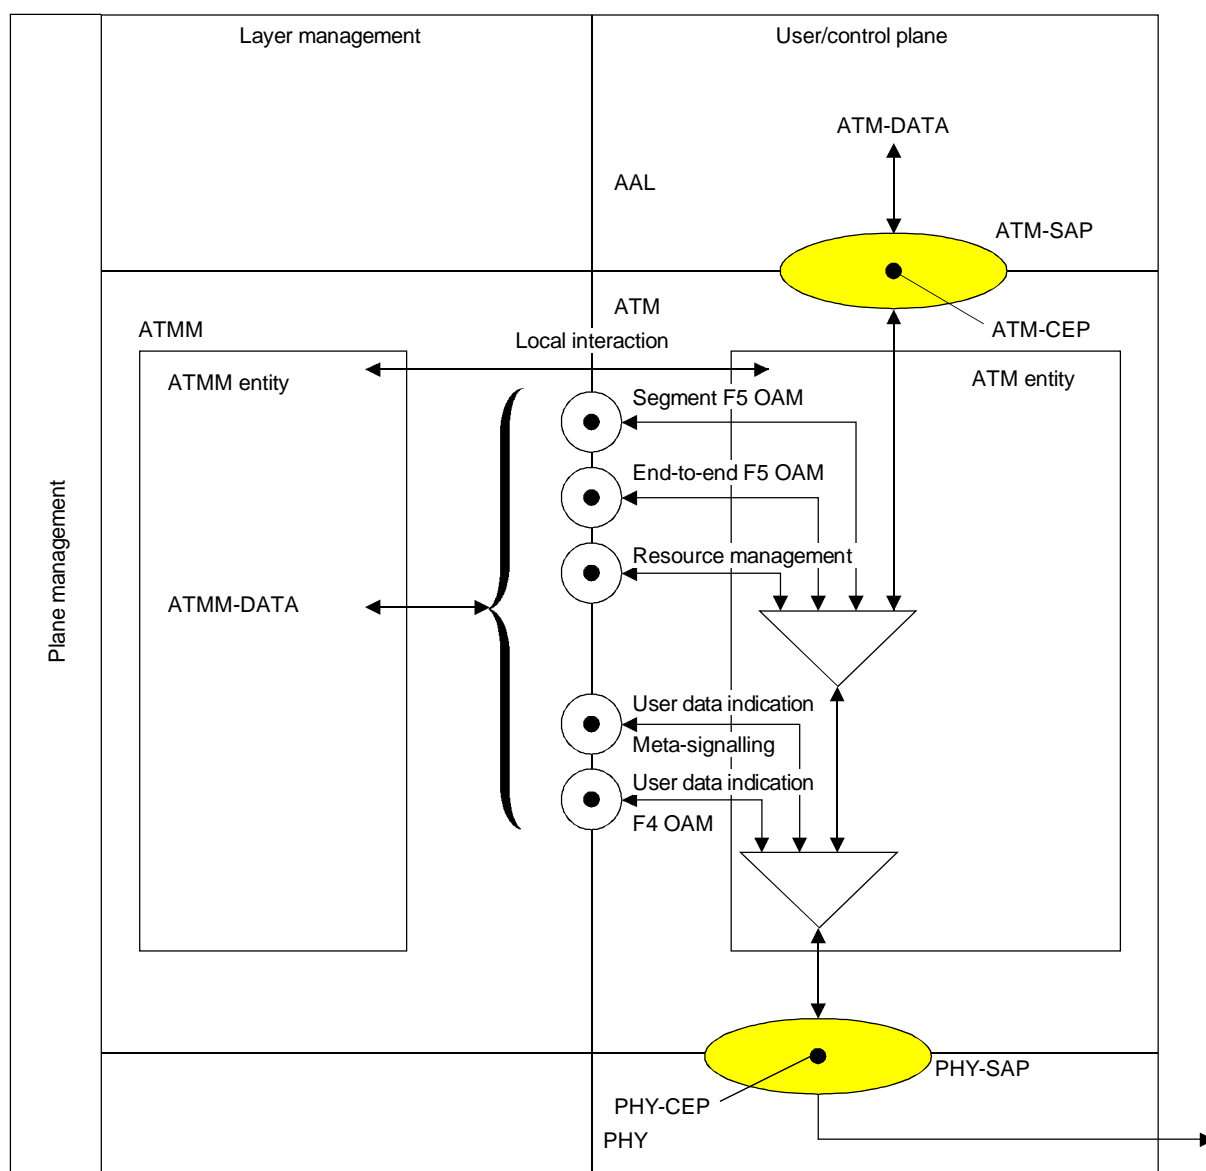 Layer management
User/control plane
ATM-DATA
AAL
ATM-SAP
ATM
ATM-CEP
ATMM
Local interaction
ATMM entity
ATM entity
Segment F5 OAM
End-to-end F5 OAM
Resource management
Plane management
ATMM-DATA
User data indication
Meta-signalling
User data indication
F4 OAM
PHY-SAP
PHY-CEP
PHY